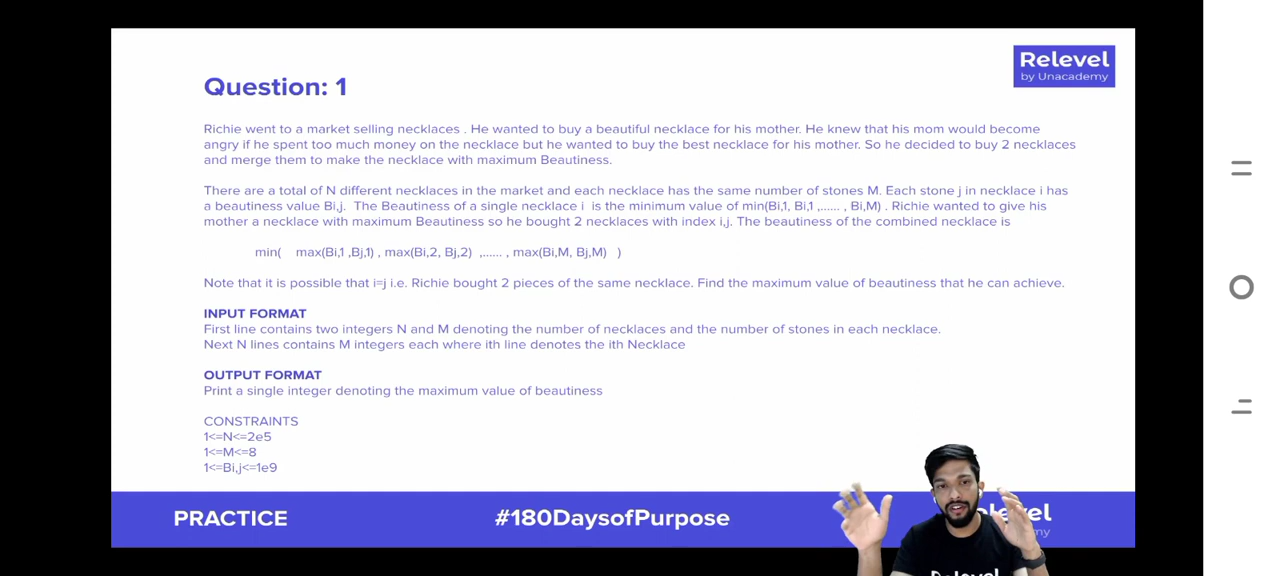 Relevel
by Unacademy
Question: 1
Richie went to a market selling necklaces . He wanted to buy a beautiful necklace for his mother. He knew that his mom would become
angry if he spent too much money on the necklace but he wanted to buy the best necklace for his mother. So he decided to buy 2 necklaces
and merge them to make the necklace with maximum Beautiness.
There are a total of N different necklaces in the market and each necklace has the same number of stones M. Each stone j in necklace i has
a beautiness value Bi,j.  The Beautiness of a single necklace i  is the minimum value of min(Bi,1, Bi,1 ,...... , Bi,M) . Richie wanted to give his
mother a necklace with maximum Beautiness so he bought 2 necklaces with index i,j. The beautiness of the combined necklace is
min(    max(Bi,1 ,Bj,1) , max(Bi,2, Bj,2)  ,...... , max(Bi,M, Bj,M)   )
Note that it is possible that i=j i.e. Richie bought 2 pieces of the same necklace. Find the maximum value of beautiness that he can achieve.
INPUT FORMAT
First line contains two integers N and M denoting the number of necklaces and the number of stones in each necklace.
Next N lines contains M integers each where ith line denotes the ith Necklace
OUTPUT FORMAT
Print a single integer denoting the maximum value of beautiness
CONSTRAINTS
1<=N<=2e5
1<=M<=8
1<=Bi,j<=1e9
PRACTICE
#180DaysofPurpose
Relevel